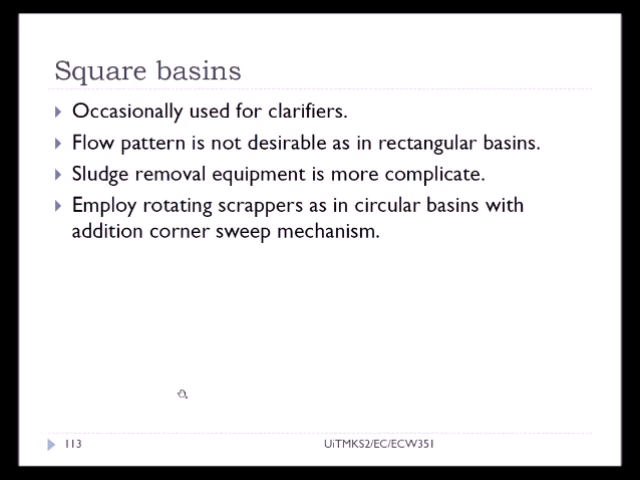 Square basins
Occasionally used for clarifiers.
Flow pattern is not desirable as in rectangular basins.
Sludge removal equipment is more complicate.
Employ rotating scrappers as in circular basins with
addition corner sweep mechanism.
113
UiTMKS2/EC/ECW351